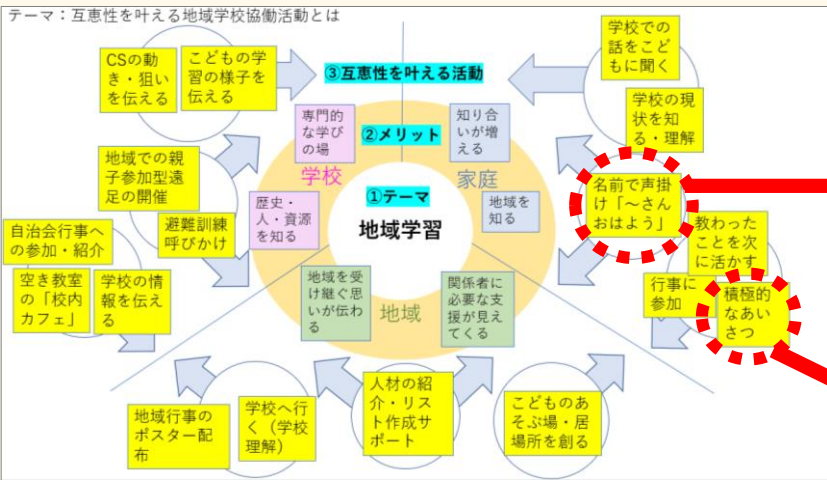 テーマ：互恵性を叶える地域学校協働活動とは
CSの動
き・狙い
を伝える
こどもの学
習の様子を
伝える
③互恵性を叶える活動
学校での
話をこど
もに聞く
学校の現
状を知
る・理解
専門的
な学び
の場
②メリット
知り合
いが増
える
学校
家庭
地域での親
子参加型遠
足の開催
避難訓練
呼びかけ
歴史・
人・資源
を知る
①テーマ
地域学習
地域を
知る
名前で声掛
け「～さん
おはよう」
自治会行事へ
の参加・紹介
空き教室
の「校内
カフェ」
学校の情
報を伝え
る
教わった
ことを次
に活かす
行事に
参加
積極的
なあい
さつ
地域を受
け継ぐ思
いが伝わ
る
地域
関係者に
必要な支
援が見え
てくる
地域行事の
ポスター配
布
学校へ行
く（学校
理解）
人材の紹
介・リス
ト作成サ
ポート
こどものあ
そぶ場・居
場所を創る